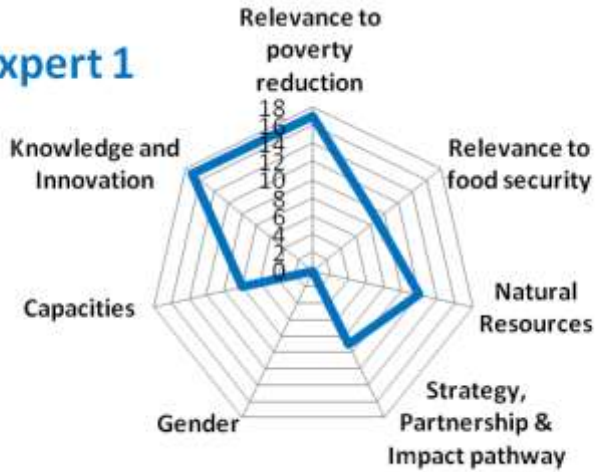 xpert 1
Relevance to
poverty
reduction
18
16
14
12
10
8
6
4
2
0
Knowledge and
Innovation
Relevance to
food security
Capacities
Natural
Resources
Gender
Strategy,
Partnership &
Impact pathway